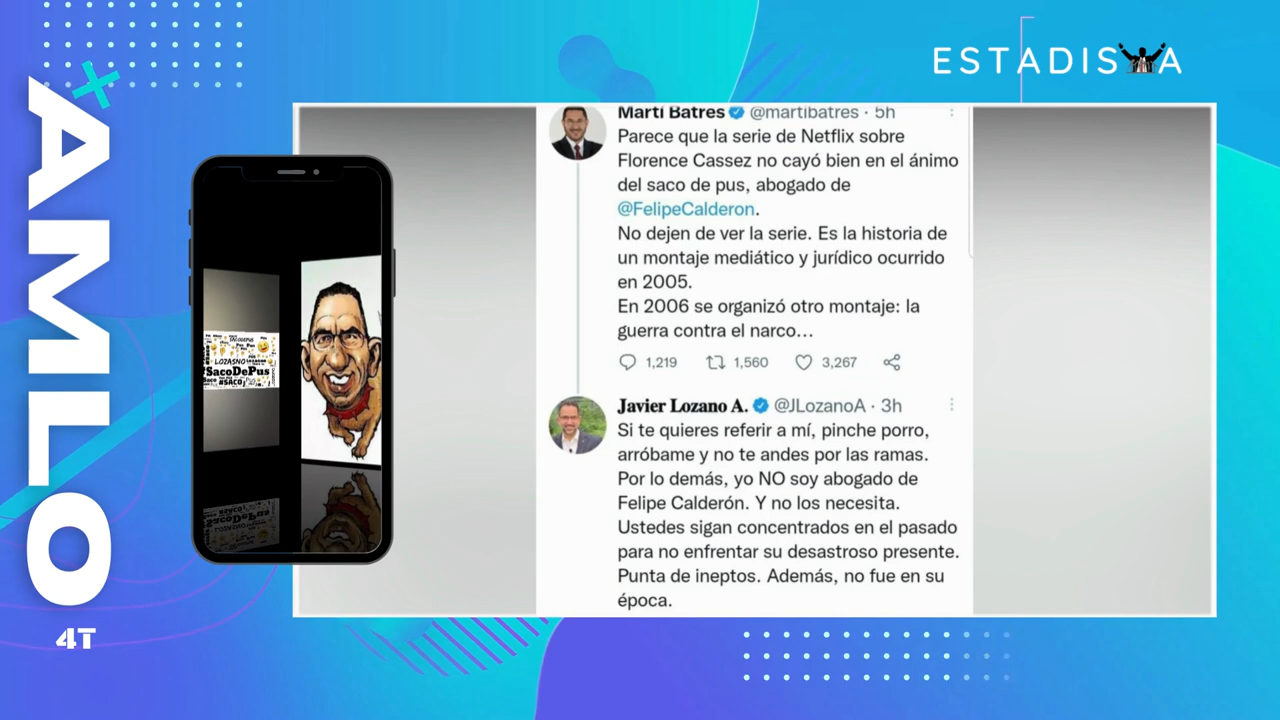 AMLO
4T
ESTADISTA
Martí Batres @martibatres · 5h
Parece que la serie de Netflix sobre
Florence Cassez no cayó bien en el ánimo
del saco de pus, abogado de
@FelipeCalderon.
No dejen de ver la serie. Es la historia de
un montaje mediático y jurídico ocurrido
en 2005.
En 2006 se organizó otro montaje: la
guerra contra el narco…
1,219 1,560 3,267
Javier Lozano A. @JLozanoA · 3h
Si te quieres referir a mí, pinche porro,
arróbame y no te andes por las ramas.
Por lo demás, yo NO soy abogado de
Felipe Calderón. Y no los necesita.
Ustedes sigan concentrados en el pasado
para no enfrentar su desastroso presente.
Punta de ineptos. Además, no fue en su
época.
LOZASNO
SacoDePus
#SACO